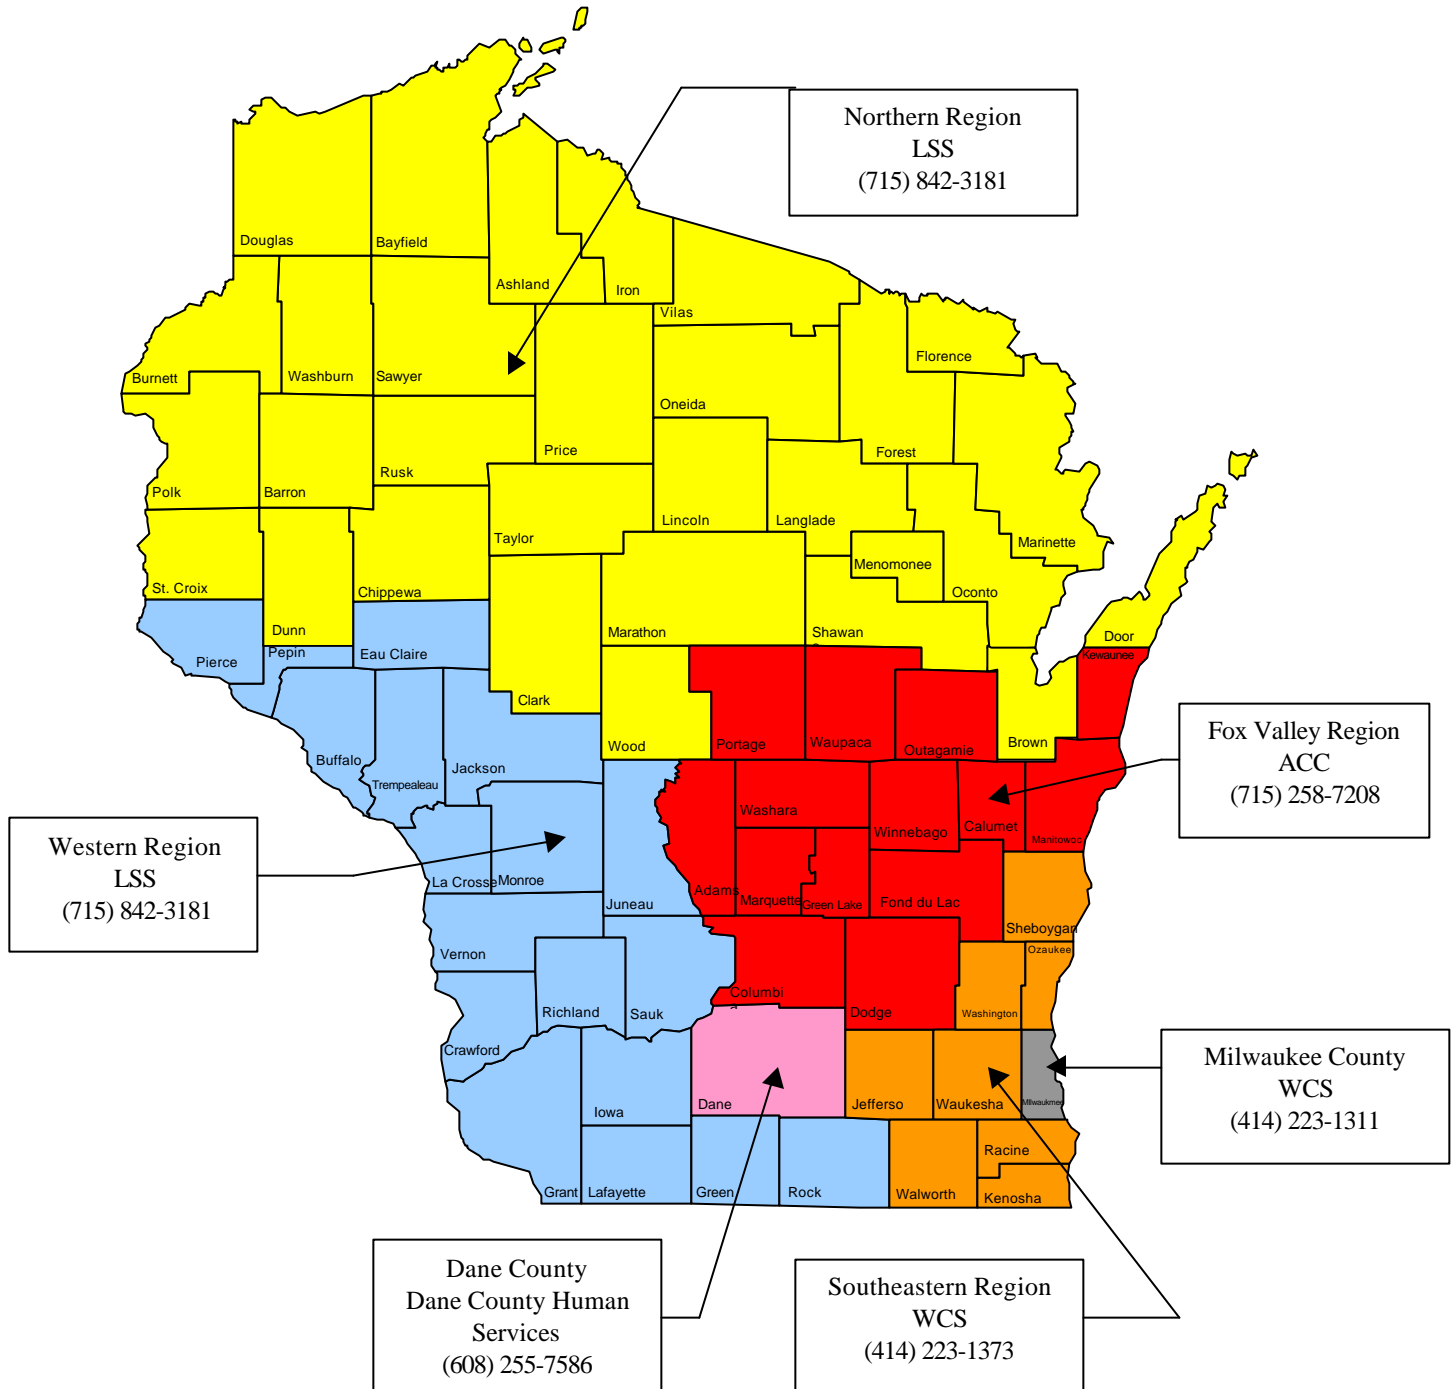 Northern Region
LSS
(715) 842-3181
Douglas
Bayfield
Ashland
Iron
Vilas
Florence
Burnett
Washburn
Sawyer
Oneida
Price
Forest
Rusk
Polk
Barron
Lincoln
Langlade
Taylor
Marinette
Menomonee
St. Croix
Chippewa
Oconto
Dunn
Marathon
Shawan
Door
Pierce
Pepin
Eau Claire
Kewaunee
Clark
Wood
Portage
Waupaca
Outagamie
Brown
Fox Valley Region
ACC
(715) 258-7208
Buffalo
Trempealeau
Jackson
Washara
Winnebago
Calumet
Manitowoc
Western Region
LSS
(715) 842-3181
La Crosse
Monroe
Juneau
Adams
Marquette
Green Lake
Fond du Lac
Sheboygan
Vernon
Ozaukee
Columbi
Richland
Sauk
Dodge
Washington
Crawford
Milwaukee County
WCS
(414) 223-1311
Iowa
Dane
Jefferso
Waukesha
Racine
Grant
Lafayette
Green
Rock
Walworth
Kenosha
Dane County
Dane County Human
Services
(608) 255-7586
Southeastern Region
WCS
(414) 223-1373